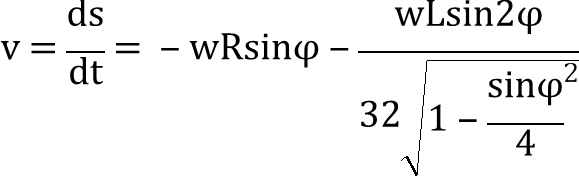 v = ds/dt = − wRsinφ − wLsin2φ / 32√(1 − sinφ²/4)